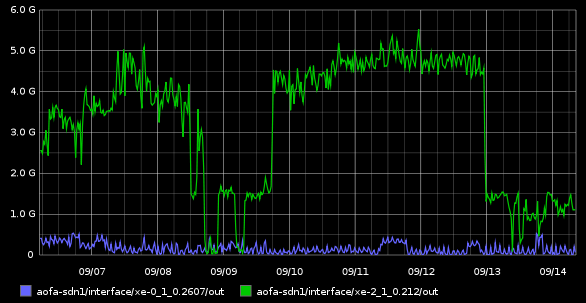 6.0 G
5.0 G
4.0 G
3.0 G
2.0 G
1.0 G
0
09/07 09/08 09/09 09/10 09/11 09/12 09/13 09/14
aofa-sdn1/interface/xe-0_1_0.2607/out aofa-sdn1/interface/xe-2_1_0.212/out